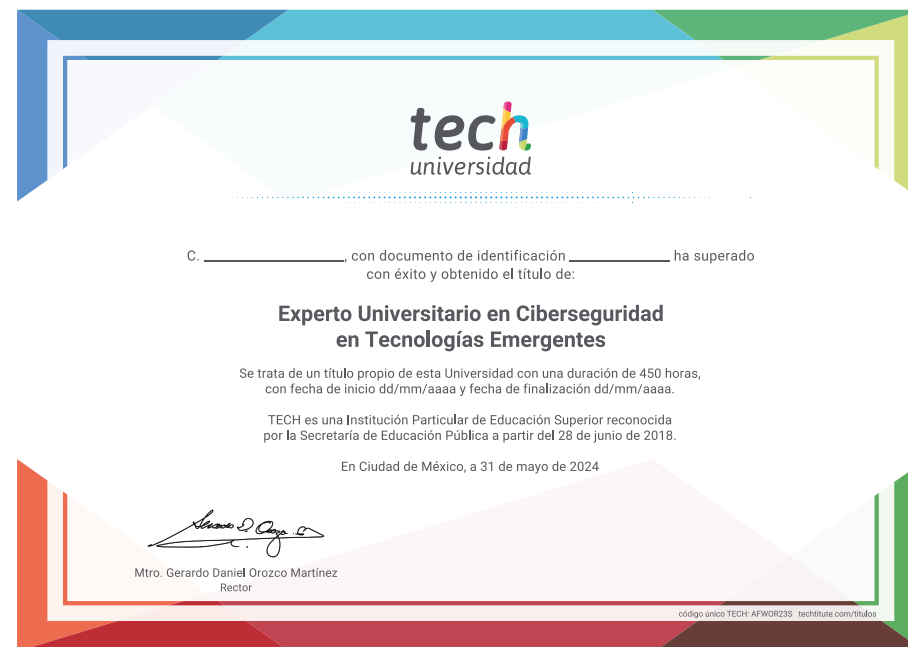 tech
universidad
C. ____________________, con documento de identificación ______________ ha superado
con éxito y obtenido el título de:
Experto Universitario en Ciberseguridad
en Tecnologías Emergentes
Se trata de un título propio de esta Universidad con una duración de 450 horas,
con fecha de inicio dd/mm/aaaa y fecha de finalización dd/mm/aaaa.
TECH es una Institución Particular de Educación Superior reconocida
por la Secretaría de Educación Pública a partir del 28 de junio de 2018.
En Ciudad de México, a 31 de mayo de 2024
Mtro. Gerardo Daniel Orozco Martínez
Rector
código único TECH: AFWOR23S techtitute.com/titulos